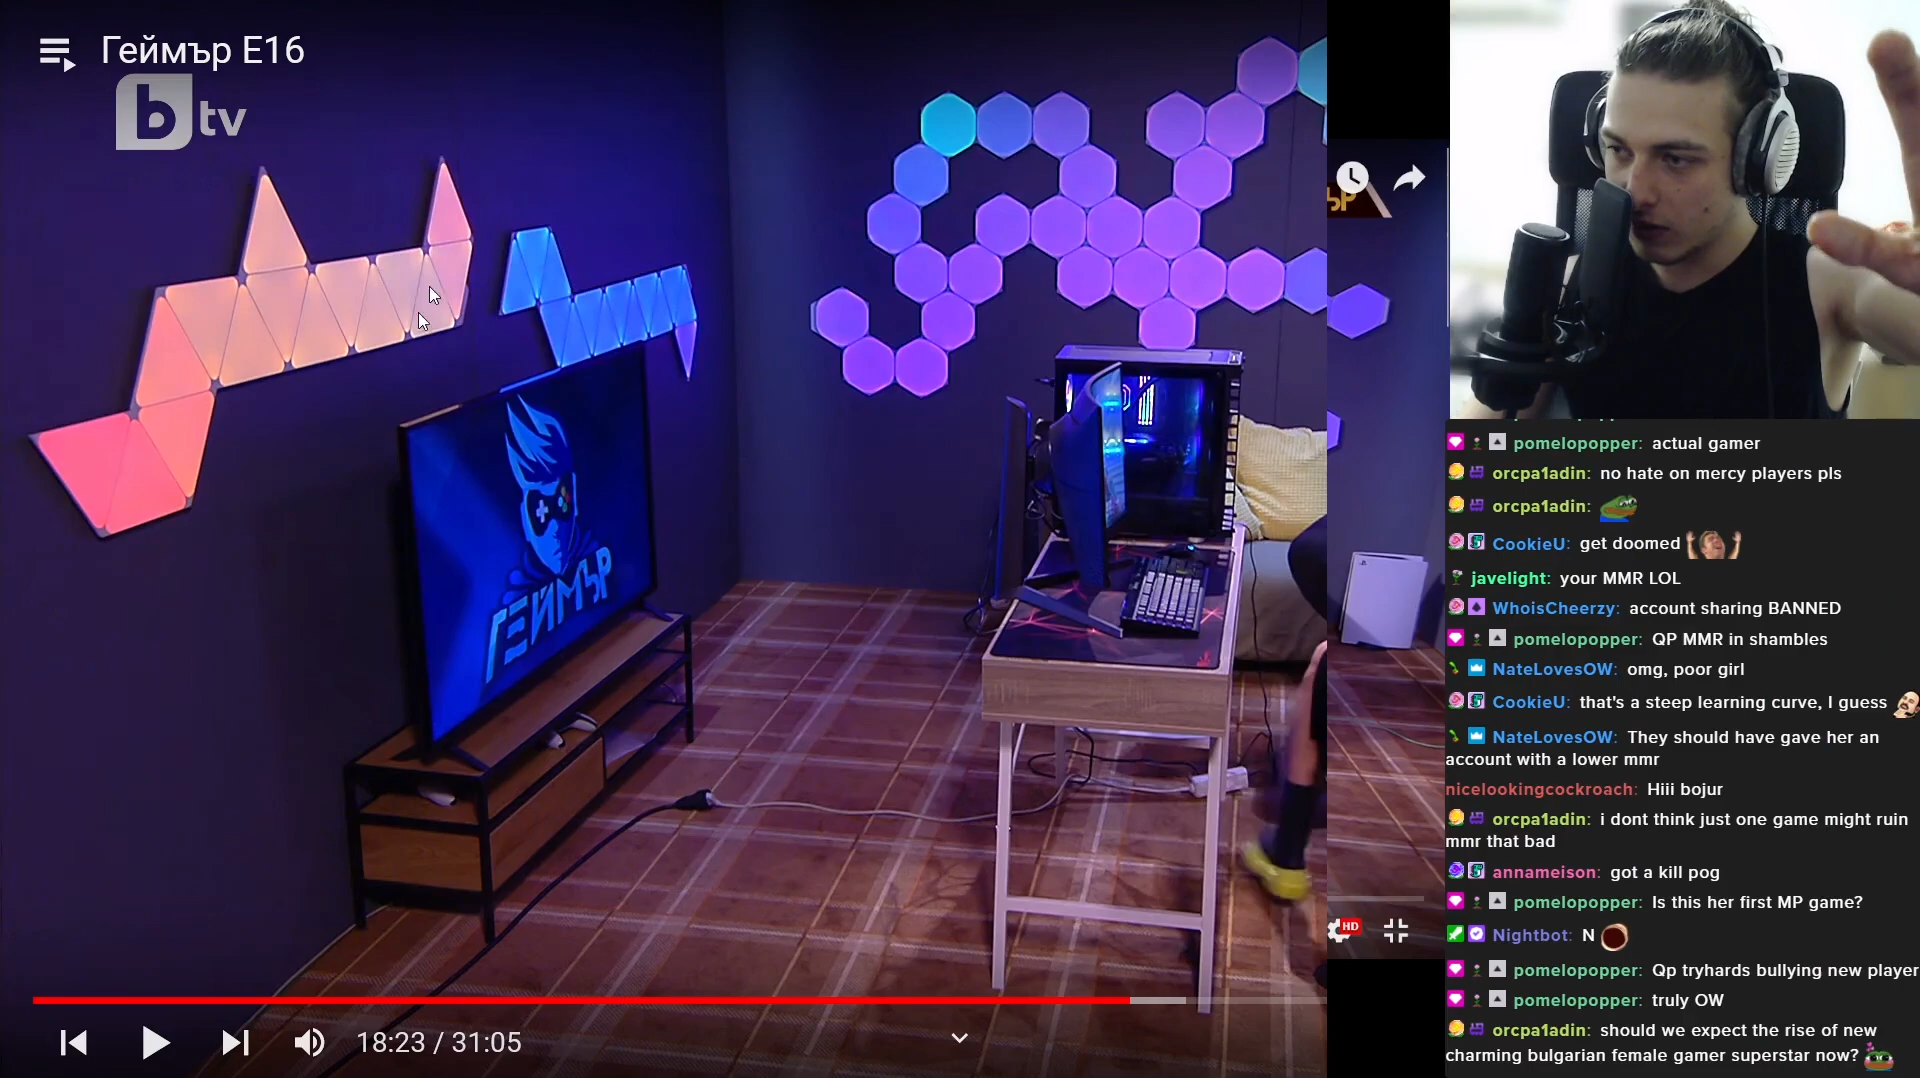 Геймър E16
btv
ЪР
ГЕЙМЪР
HD
18:23 / 31:05
pomelopopper: actual gamer
orcpa1adin: no hate on mercy players pls
orcpa1adin:
CookieU: get doomed
javelight: your MMR LOL
WhoisCheerzy: account sharing BANNED
pomelopopper: QP MMR in shambles
NateLovesOW: omg, poor girl
CookieU: that's a steep learning curve, I guess
NateLovesOW: They should have gave her an
account with a lower mmr
nicelookingcockroach: Hiii bojur
orcpa1adin: i dont think just one game might ruin
mmr that bad
annameison: got a kill pog
pomelopopper: Is this her first MP game?
Nightbot: N
pomelopopper: Qp tryhards bullying new player
pomelopopper: truly OW
orcpa1adin: should we expect the rise of new
charming bulgarian female gamer superstar now?